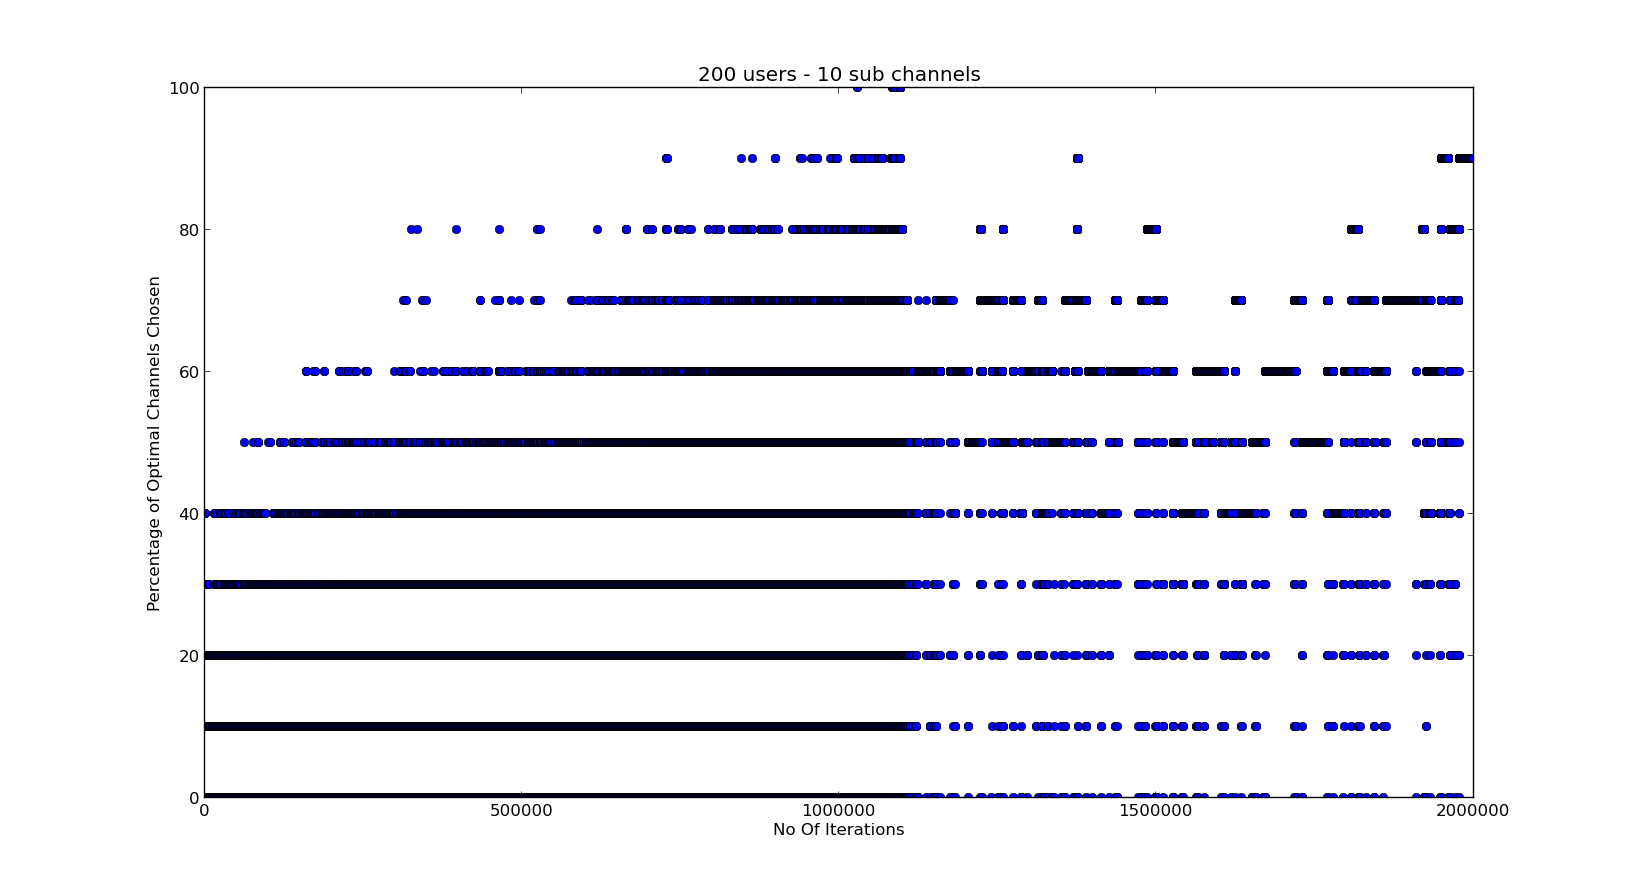 200 users - 10 sub channels
100
80
60
40
20
0
Percentage of Optimal Channels Chosen
0 500000 1000000 1500000 2000000
No Of Iterations